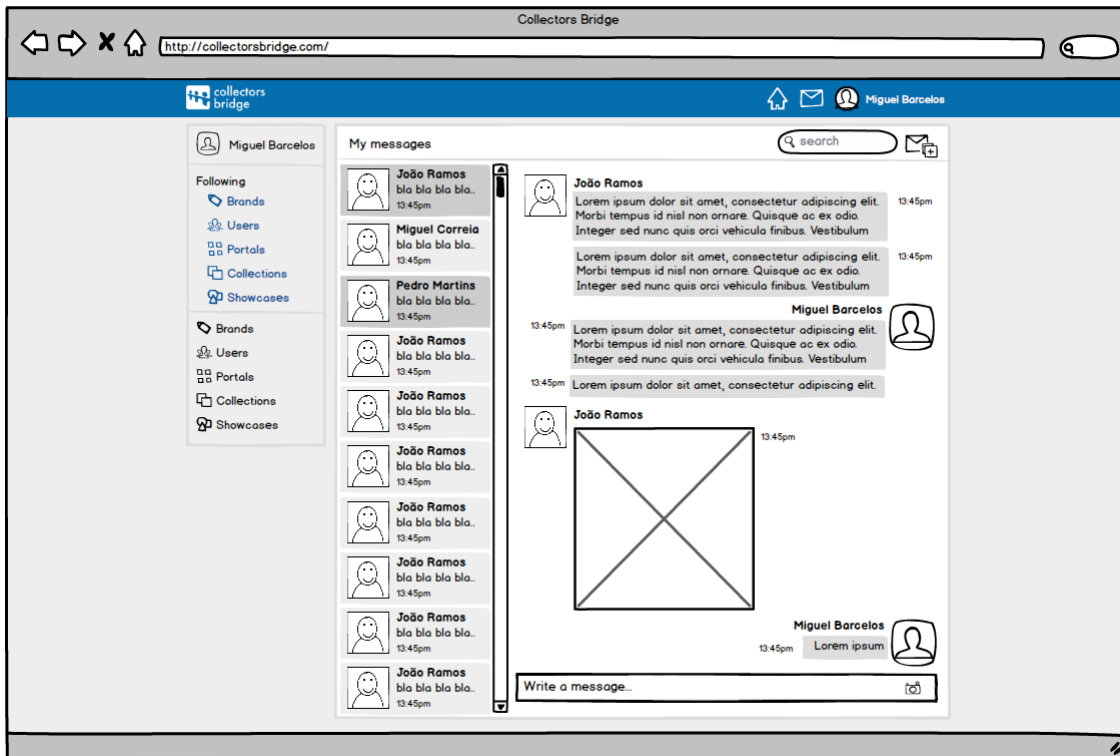 Collectors Bridge
http://collectorsbridge.com/
collectors
bridge
Miguel Barcelos
Miguel Barcelos
Following
Brands
Users
Portals
Collections
Showcases
Brands
Users
Portals
Collections
Showcases
My messages
search
João Ramos
bla bla bla bla..
13:45pm
Miguel Correia
bla bla bla bla..
13:45pm
Pedro Martins
bla bla bla bla..
13:45pm
João Ramos
bla bla bla bla..
13:45pm
João Ramos
bla bla bla bla..
13:45pm
João Ramos
bla bla bla bla..
13:45pm
João Ramos
bla bla bla bla..
13:45pm
João Ramos
bla bla bla bla..
13:45pm
João Ramos
bla bla bla bla..
13:45pm
João Ramos
bla bla bla bla..
13:45pm
João Ramos
Lorem ipsum dolor sit amet, consectetur adipiscing elit.
Morbi tempus id nisl non ornare. Quisque ac ex odio.
Integer sed nunc quis orci vehicula finibus. Vestibulum
13:45pm
Lorem ipsum dolor sit amet, consectetur adipiscing elit.
Morbi tempus id nisl non ornare. Quisque ac ex odio.
Integer sed nunc quis orci vehicula finibus. Vestibulum
13:45pm
Miguel Barcelos
13:45pm
Lorem ipsum dolor sit amet, consectetur adipiscing elit.
Morbi tempus id nisl non ornare. Quisque ac ex odio.
Integer sed nunc quis orci vehicula finibus. Vestibulum
13:45pm
Lorem ipsum dolor sit amet, consectetur adipiscing elit.
João Ramos
13:45pm
Miguel Barcelos
13:45pm
Lorem ipsum
Write a message...